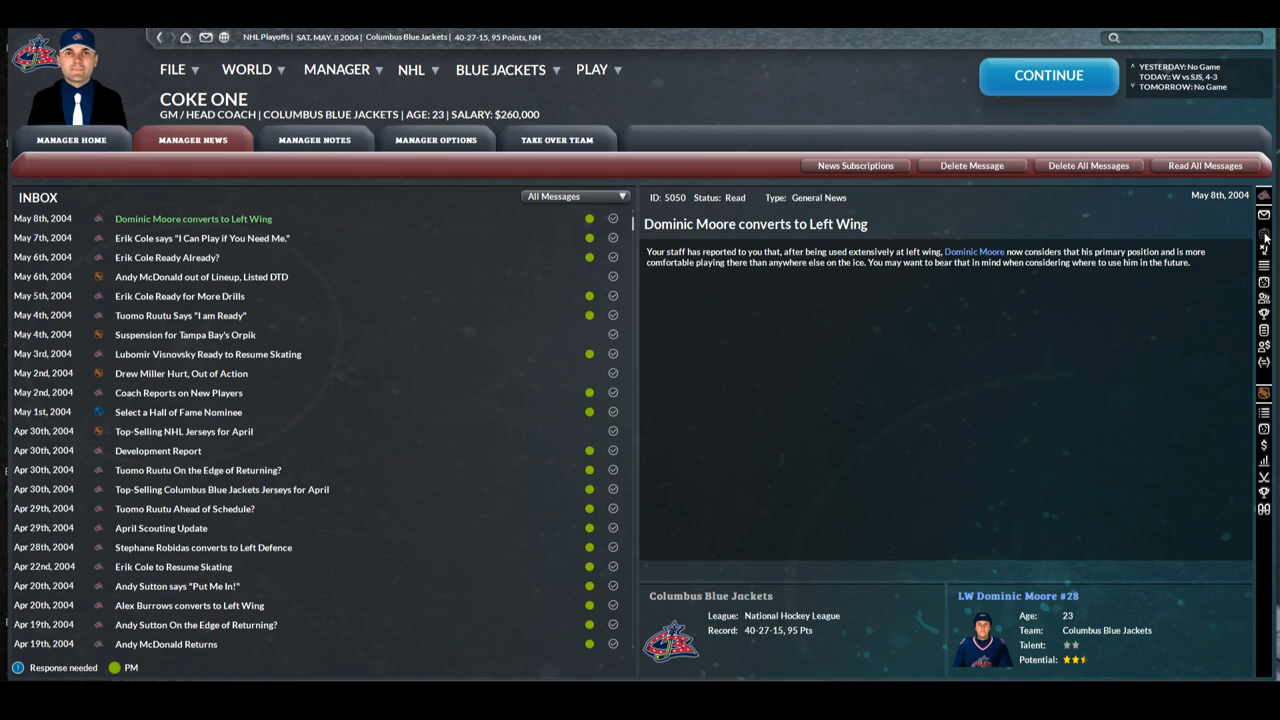 NHL Playoffs | SAT. MAY. 8 2004 | Columbus Blue Jackets | 40-27-15, 95 Points, NH
FILE WORLD MANAGER NHL BLUE JACKETS PLAY
CONTINUE
YESTERDAY: No Game
TODAY:: W vs SJS, 4-3
TOMORROW: No Game
COKE ONE
GM / HEAD COACH | COLUMBUS BLUE JACKETS | AGE: 23 | SALARY: $260,000
MANAGER HOME MANAGER NEWS MANAGER NOTES MANAGER OPTIONS TAKE OVER TEAM
News Subscriptions Delete Message Delete All Messages Read All Messages
INBOX All Messages
May 8th, 2004 Dominic Moore converts to Left Wing
May 7th, 2004 Erik Cole says "I Can Play if You Need Me."
May 6th, 2004 Erik Cole Ready Already?
May 6th, 2004 Andy McDonald out of Lineup, Listed DTD
May 5th, 2004 Erik Cole Ready for More Drills
May 4th, 2004 Tuomo Ruutu Says "I am Ready"
May 4th, 2004 Suspension for Tampa Bay's Orpik
May 3rd, 2004 Lubomir Visnovsky Ready to Resume Skating
May 2nd, 2004 Drew Miller Hurt, Out of Action
May 2nd, 2004 Coach Reports on New Players
May 1st, 2004 Select a Hall of Fame Nominee
Apr 30th, 2004 Top-Selling NHL Jerseys for April
Apr 30th, 2004 Development Report
Apr 30th, 2004 Tuomo Ruutu On the Edge of Returning?
Apr 30th, 2004 Top-Selling Columbus Blue Jackets Jerseys for April
Apr 29th, 2004 Tuomo Ruutu Ahead of Schedule?
Apr 29th, 2004 April Scouting Update
Apr 28th, 2004 Stephane Robidas converts to Left Defence
Apr 22nd, 2004 Erik Cole to Resume Skating
Apr 20th, 2004 Andy Sutton says "Put Me In!"
Apr 20th, 2004 Alex Burrows converts to Left Wing
Apr 19th, 2004 Andy Sutton On the Edge of Returning?
Apr 19th, 2004 Andy McDonald Returns
Response needed PM
ID: 5050 Status: Read Type: General News May 8th, 2004
Dominic Moore converts to Left Wing
Your staff has reported to you that, after being used extensively at left wing, Dominic Moore now considers that his primary position and is more
comfortable playing there than anywhere else on the ice. You may want to bear that in mind when considering where to use him in the future.
Columbus Blue Jackets
League: National Hockey League
Record: 40-27-15, 95 Pts
LW Dominic Moore #28
Age: 23
Team: Columbus Blue Jackets
Talent:
Potential: